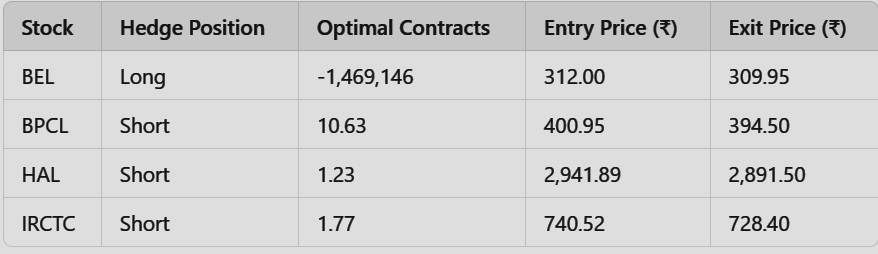 Stock Hedge Position Optimal Contracts Entry Price (₹) Exit Price (₹)
BEL Long -1,469,146 312.00 309.95
BPCL Short 10.63 400.95 394.50
HAL Short 1.23 2,941.89 2,891.50
IRCTC Short 1.77 740.52 728.40